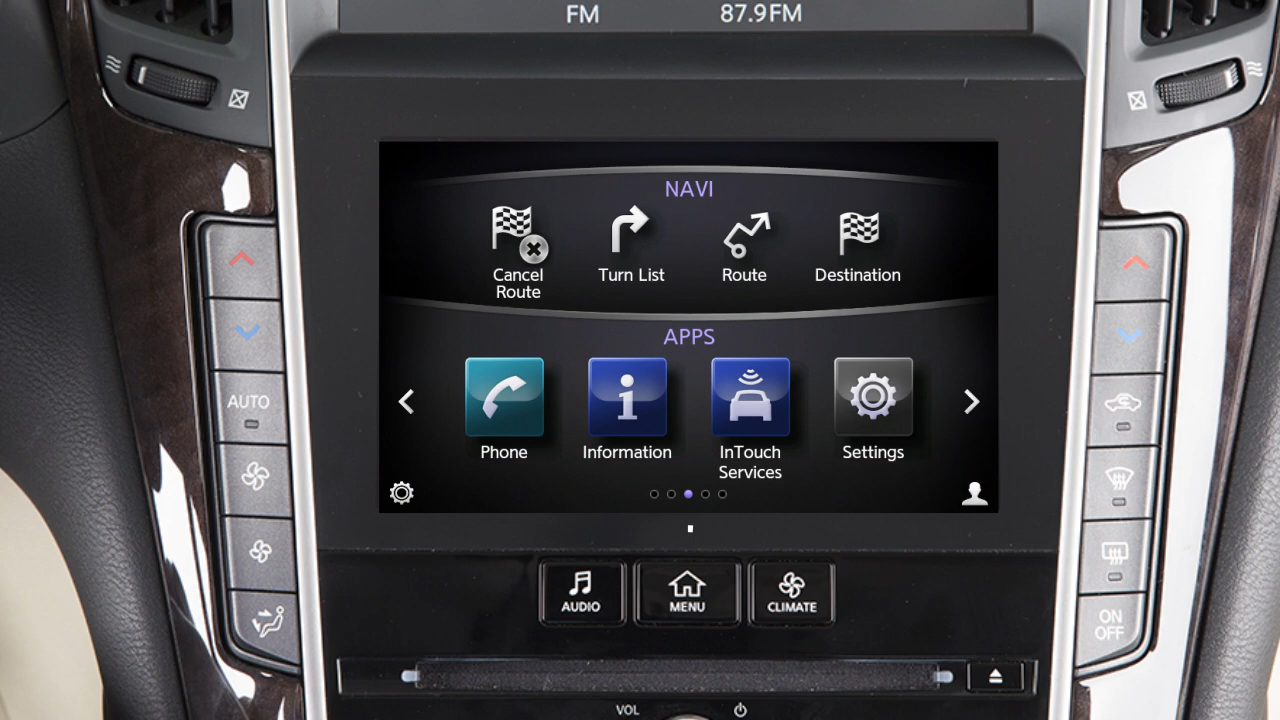 FM 87.9FM
NAVI
Cancel Route
Turn List
Route
Destination
APPS
Phone
Information
InTouch
Services
Settings
AUTO
ON
OFF
AUDIO
MENU
CLIMATE
VOL